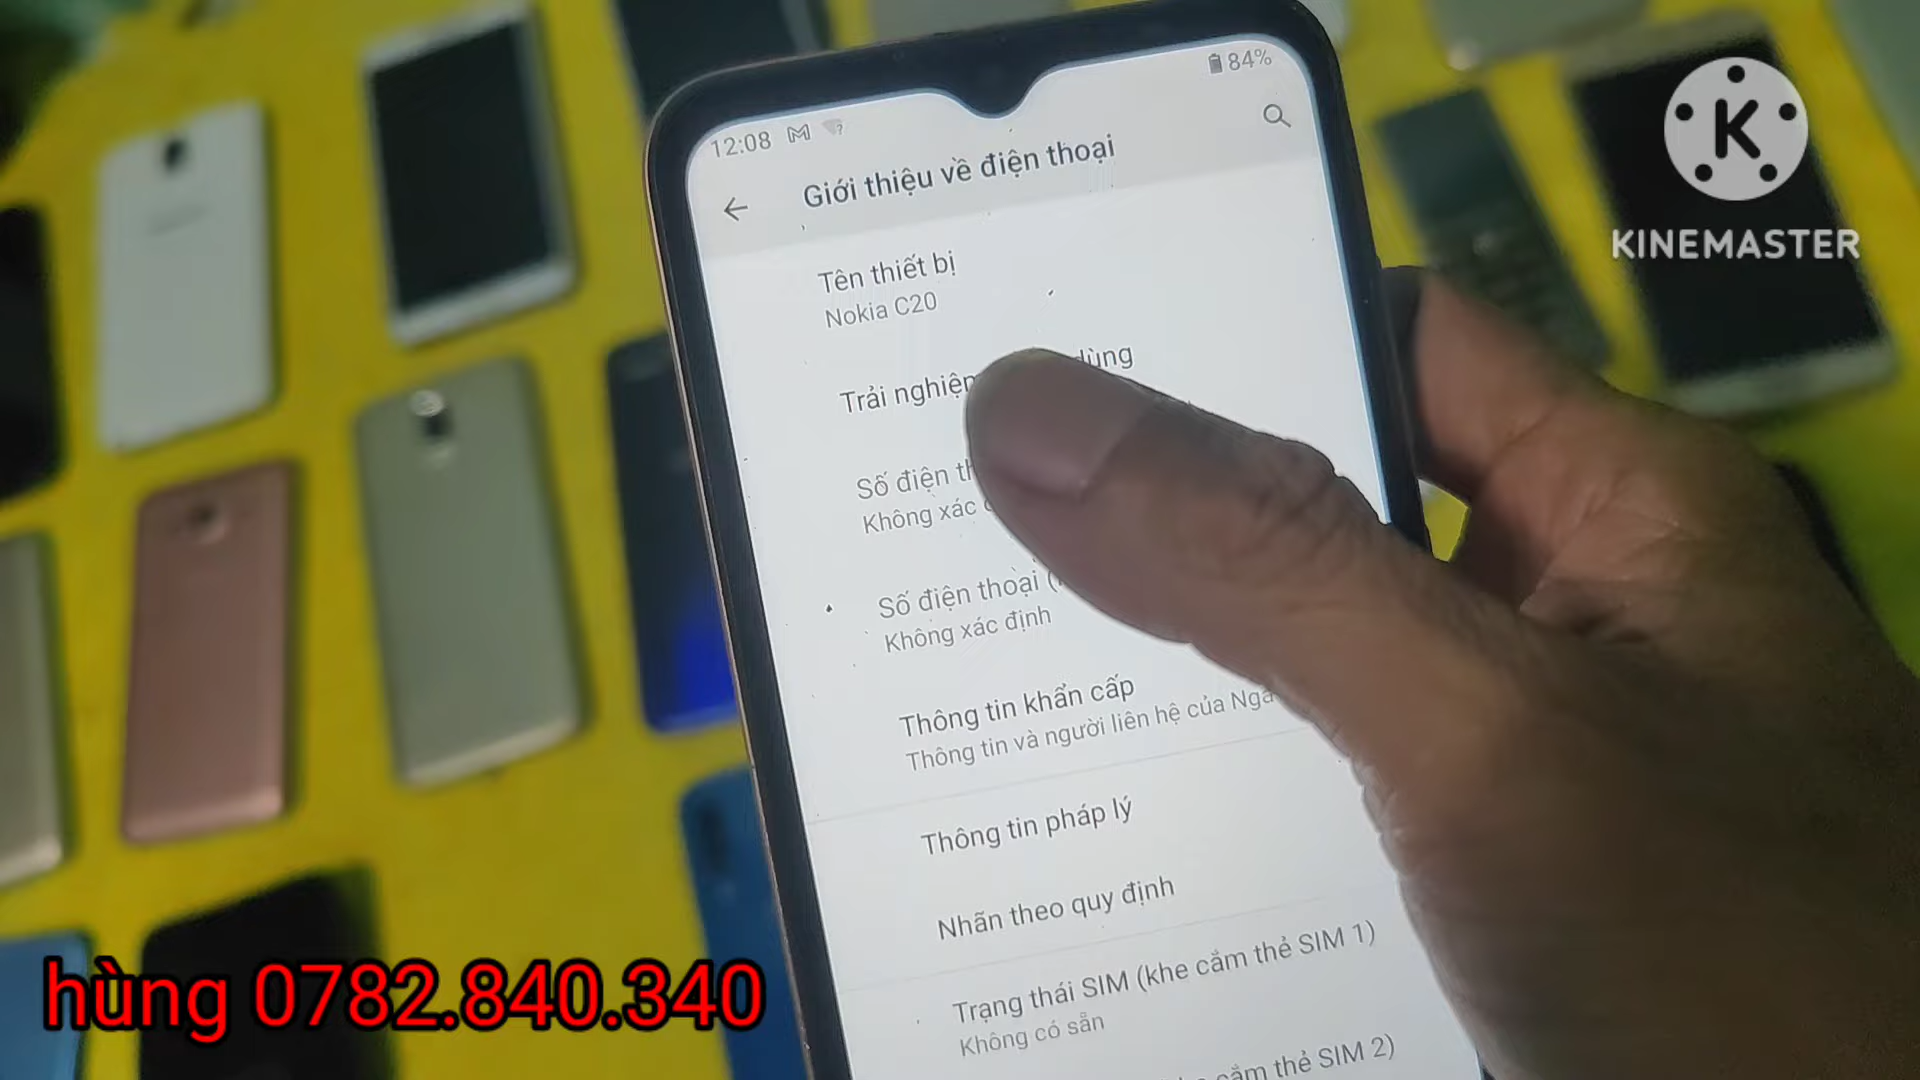 12:08
84%
Giới thiệu về điện thoại
Tên thiết bị
Nokia C20
Trải dùng
Số điện
Không xác
Số điện thoại
Không xác định
Thông tin khẩn cấp
Thông tin và người liên hệ của
Thông tin pháp lý
Nhãn theo quy định
Trạng thái SIM (khe cắm thẻ SIM 1)
Không có sẵn
cắm thẻ SIM 2)
K
KINEMASTER
hùng 0782.840.340